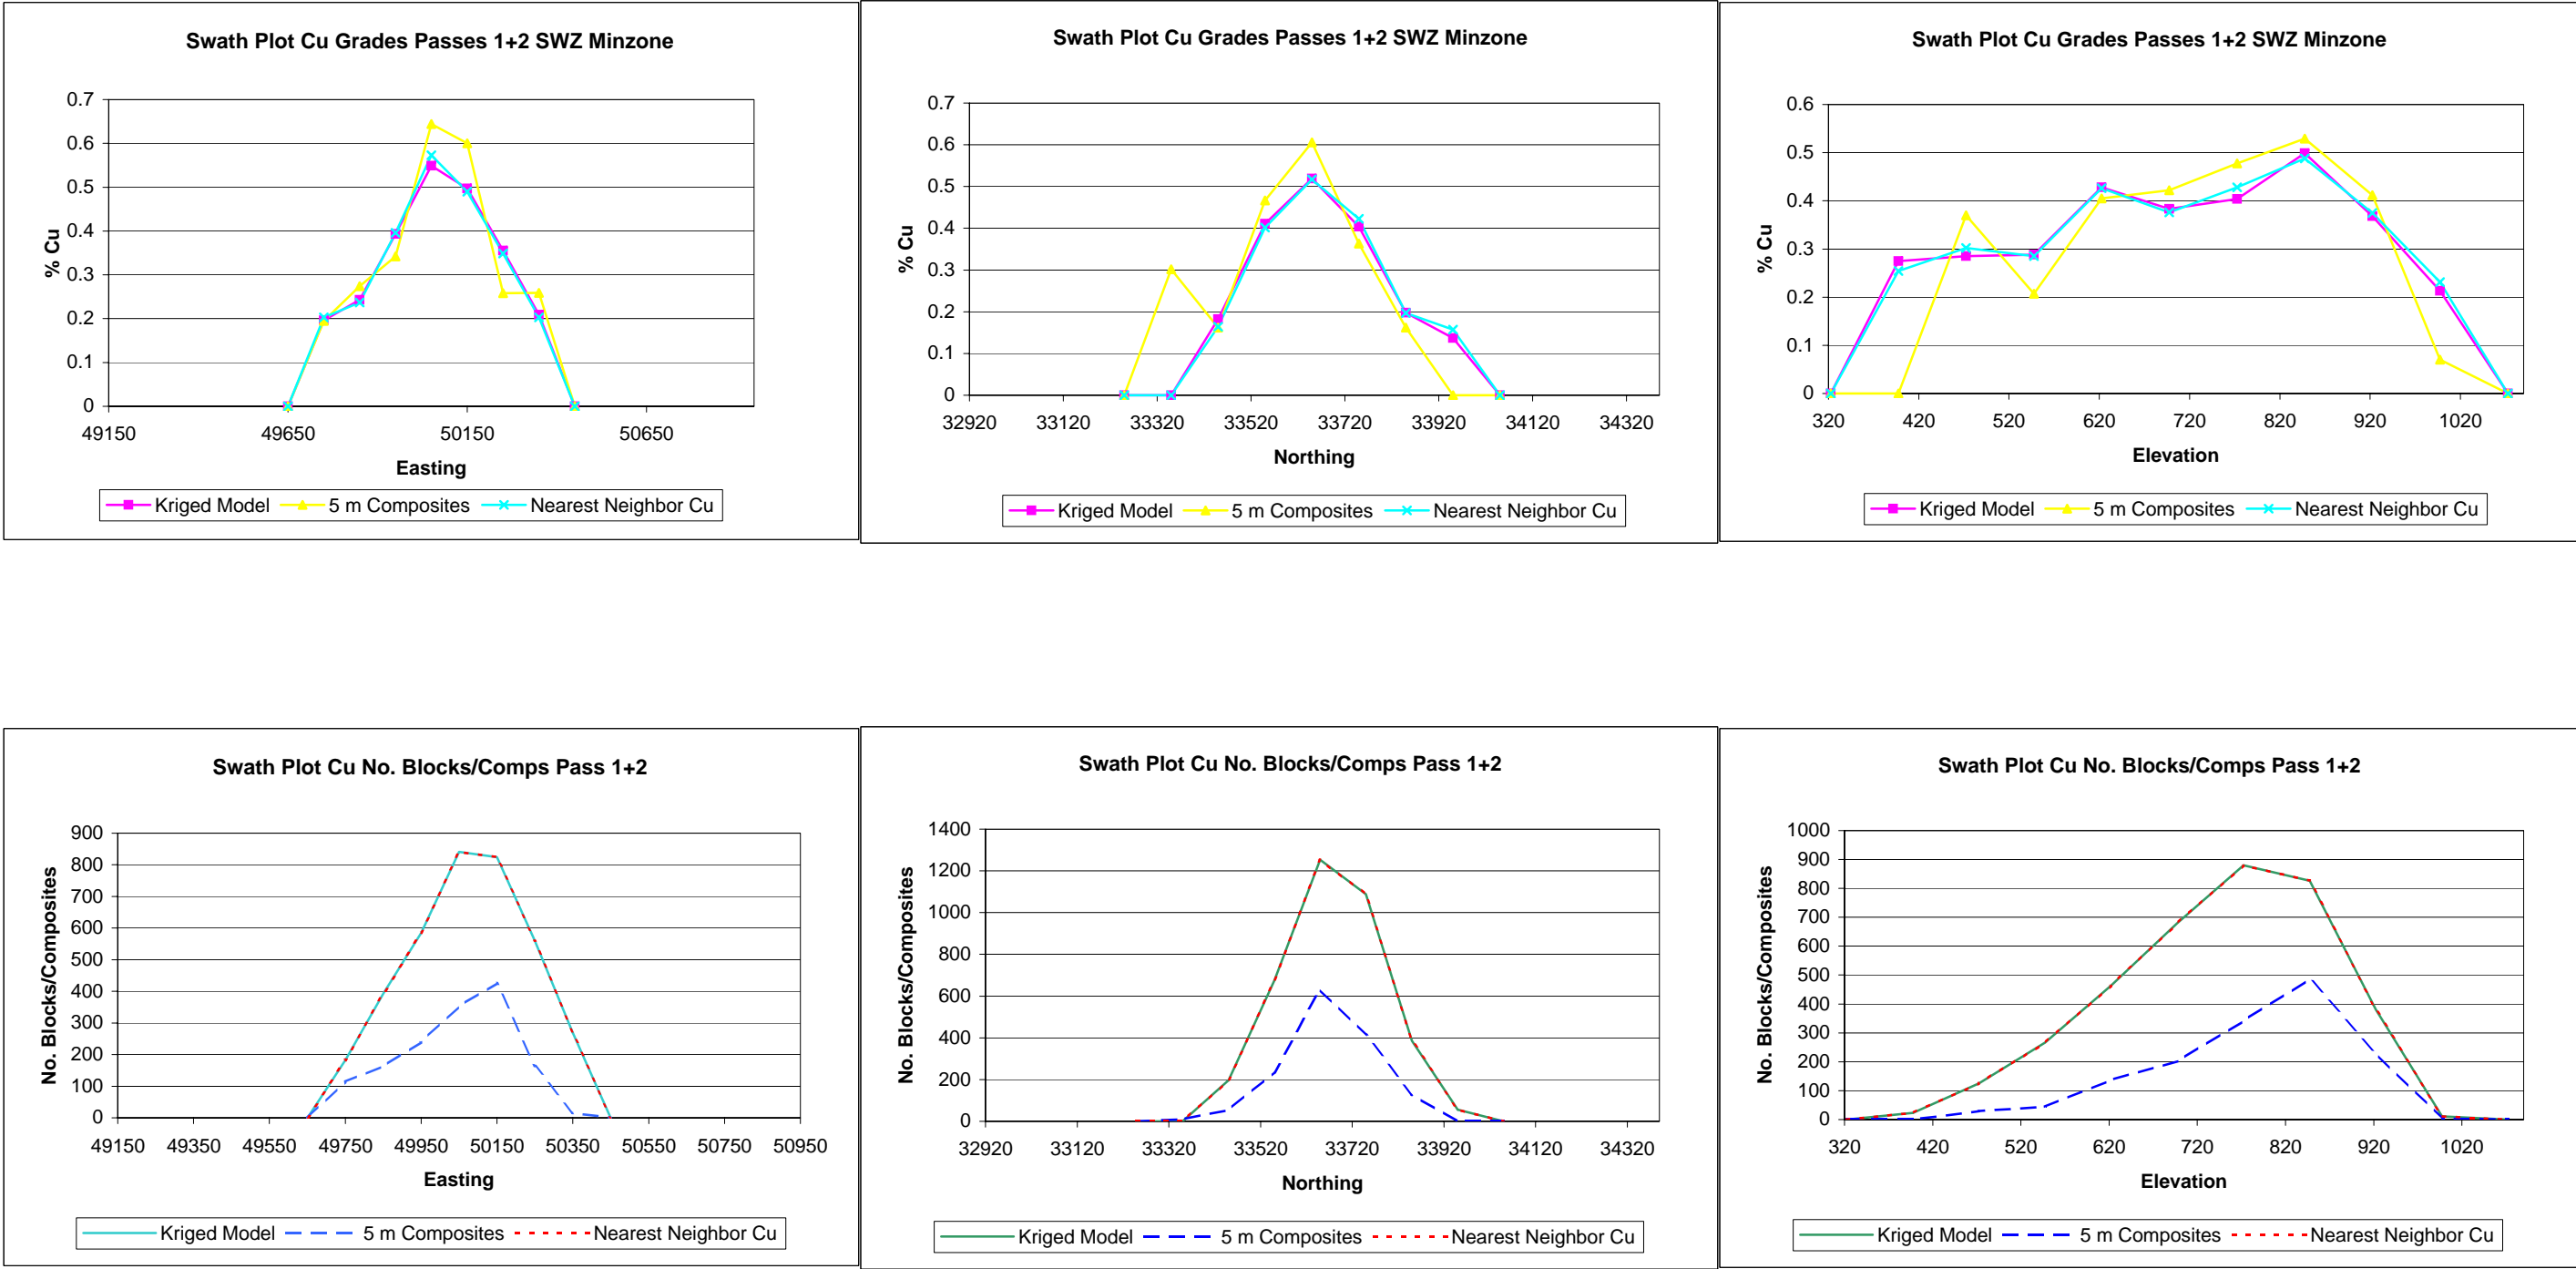 Swath Plot Cu Grades Passes 1+2 SWZ Minzone
0.7
0.6
0.5
0.4
0.3
0.2
0.1
0
% Cu
49150 49650 50150 50650
Easting
Kriged Model 5 m Composites Nearest Neighbor Cu
Swath Plot Cu Grades Passes 1+2 SWZ Minzone
0.7
0.6
0.5
0.4
0.3
0.2
0.1
0
% Cu
32920 33120 33320 33520 33720 33920 34120 34320
Northing
Kriged Model 5 m Composites Nearest Neighbor Cu
Swath Plot Cu Grades Passes 1+2 SWZ Minzone
0.6
0.5
0.4
0.3
0.2
0.1
0
% Cu
320 420 520 620 720 820 920 1020
Elevation
Kriged Model 5 m Composites Nearest Neighbor Cu
Swath Plot Cu No. Blocks/Comps Pass 1+2
900
800
700
600
500
400
300
200
100
0
No. Blocks/Composites
49150 49350 49550 49750 49950 50150 50350 50550 50750 50950
Easting
Kriged Model 5 m Composites Nearest Neighbor Cu
Swath Plot Cu No. Blocks/Comps Pass 1+2
1400
1200
1000
800
600
400
200
0
No. Blocks/Composites
32920 33120 33320 33520 33720 33920 34120 34320
Northing
Kriged Model 5 m Composites Nearest Neighbor Cu
Swath Plot Cu No. Blocks/Comps Pass 1+2
1000
900
800
700
600
500
400
300
200
100
0
No. Blocks/Composites
320 420 520 620 720 820 920 1020
Elevation
Kriged Model 5 m Composites Nearest Neighbor Cu